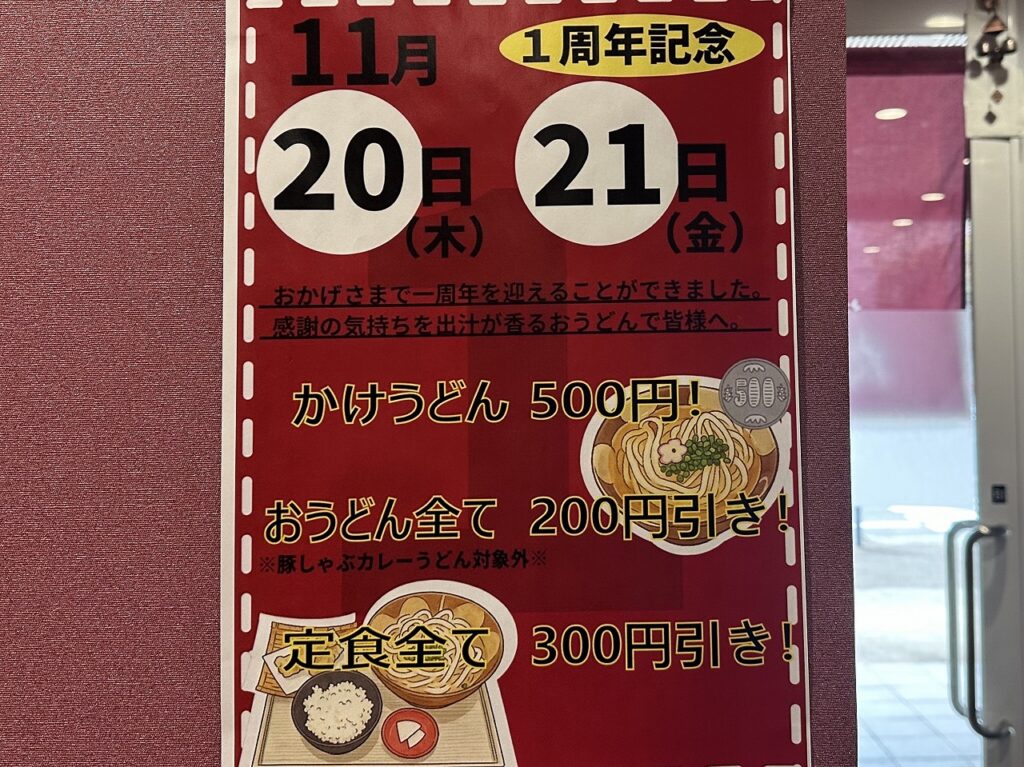 11月
1周年記念
20日
(木)
21日
(金)
おかげさまで一周年を迎えることができました。
感謝の気持ちを出汁が香るおうどんで皆様へ。
かけうどん 500円!
500
おうどん全て 200円引き!
※豚しゃぶカレーうどん対象外※
定食全て 300円引き!